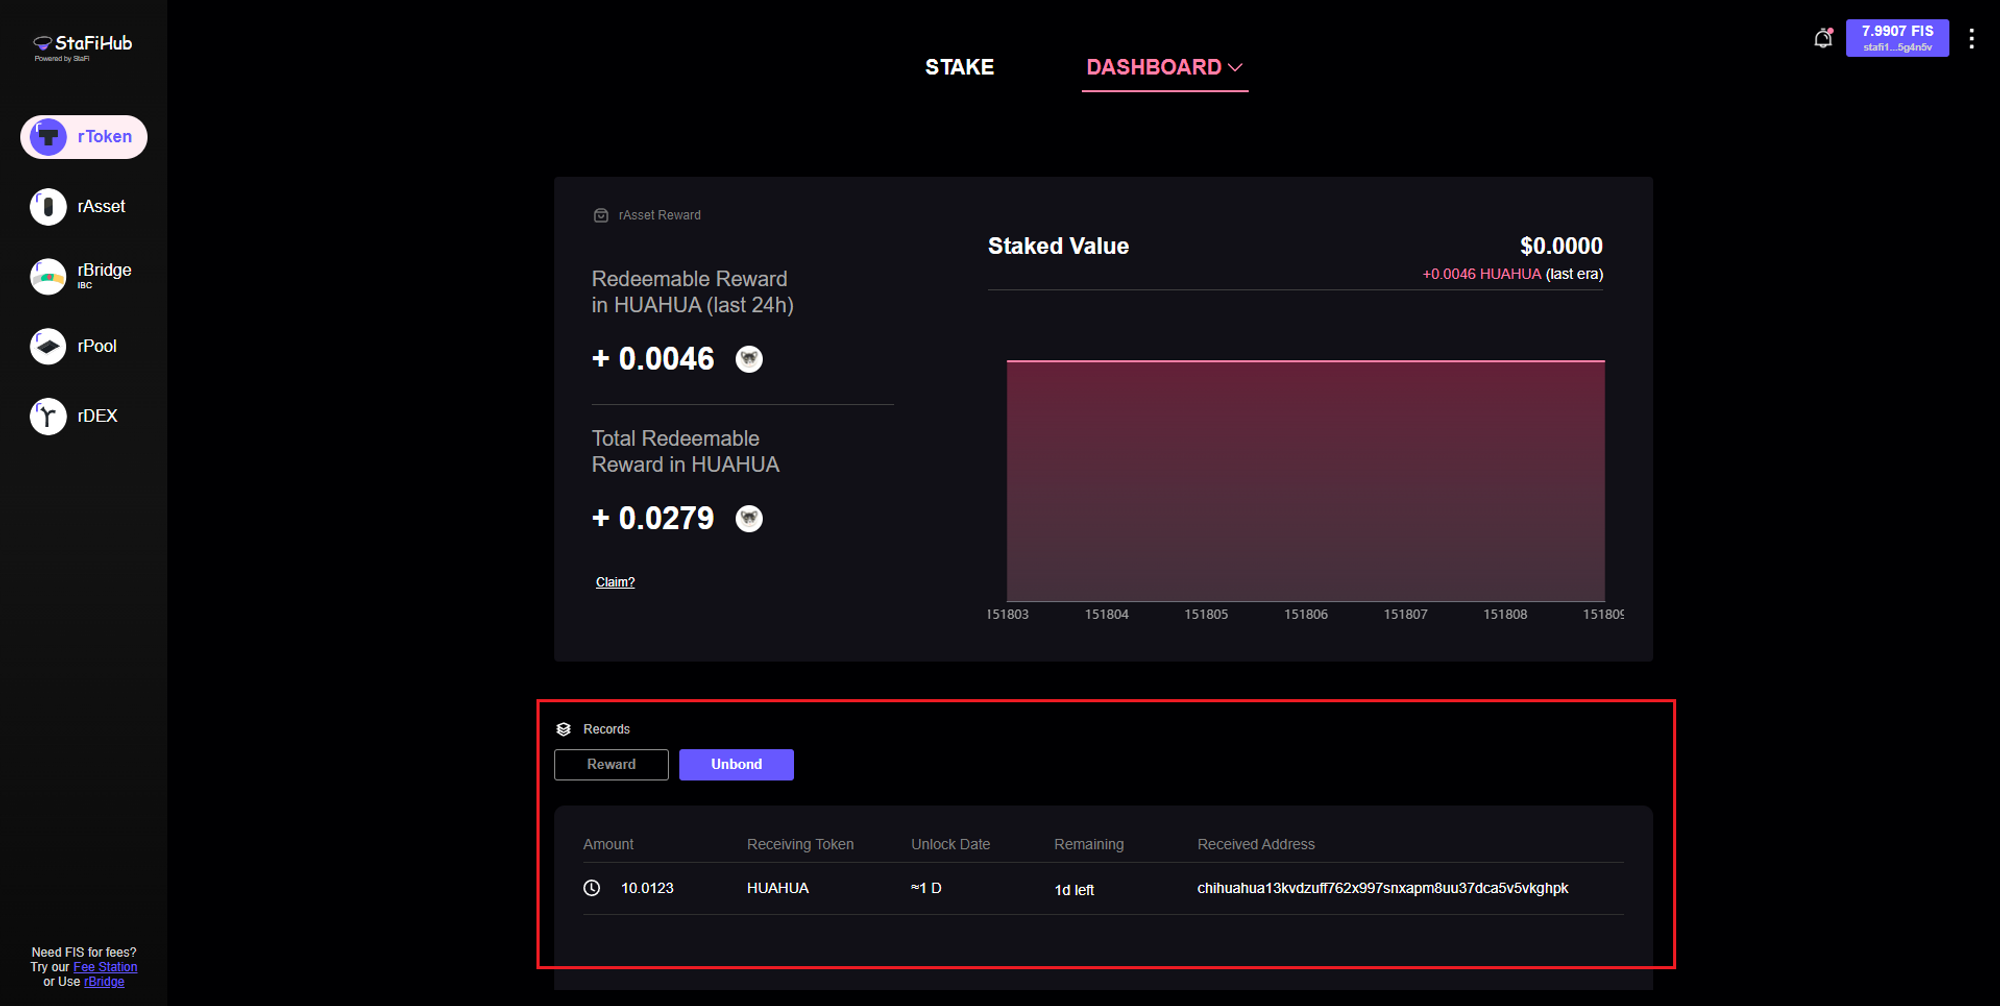 StaFiHub
Powered by StaFi
STAKE
DASHBOARD
7.9907 FIS
stafi1...5g4n5v
rToken
rAsset
rBridge
IBC
rPool
rDEX
rAsset Reward
Redeemable Reward
in HUAHUA (last 24h)
+ 0.0046
Total Redeemable
Reward in HUAHUA
+ 0.0279
Claim?
Staked Value
$0.0000
+0.0046 HUAHUA (last era)
151803 151804 151805 151806 151807 151808 151809
Records
Reward
Unbond
Amount Receiving Token Unlock Date Remaining Received Address
10.0123 HUAHUA ≈1 D 1d left chihuahua13kvdzuff762x997snxapm8uu37dca5v5vkghpk
Need FIS for fees?
Try our Fee Station
or Use rBridge